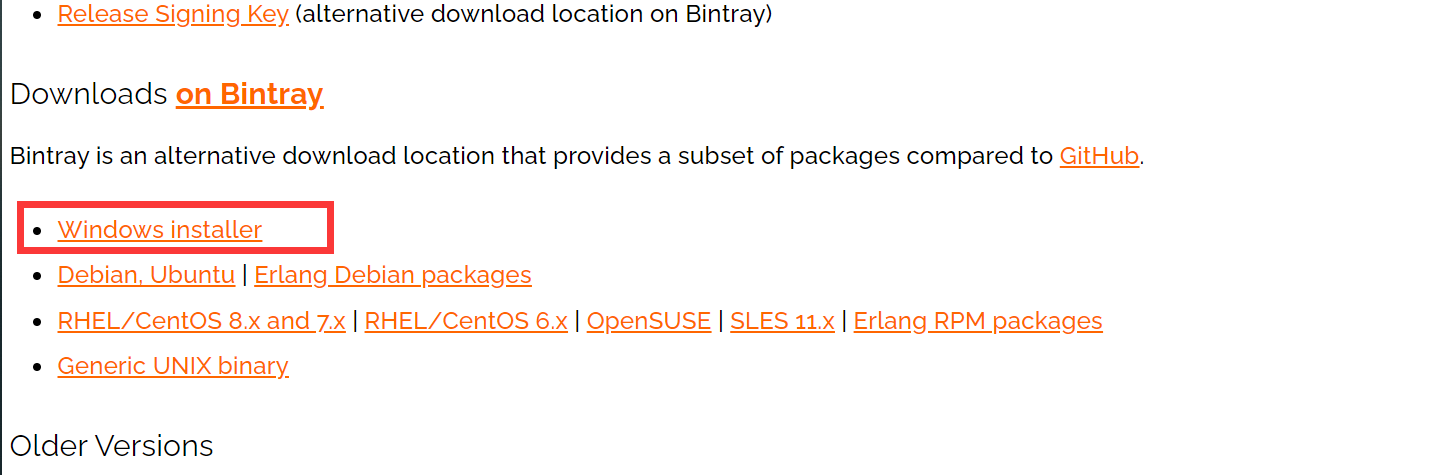 Release Signing Key (alternative download location on Bintray)
Downloads on Bintray
Bintray is an alternative download location that provides a subset of packages compared to GitHub.
Windows installer
Debian, Ubuntu | Erlang Debian packages
RHEL/CentOS 8.x and 7.x | RHEL/CentOS 6.x | OpenSUSE | SLES 11.x | Erlang RPM packages
Generic UNIX binary
Older Versions